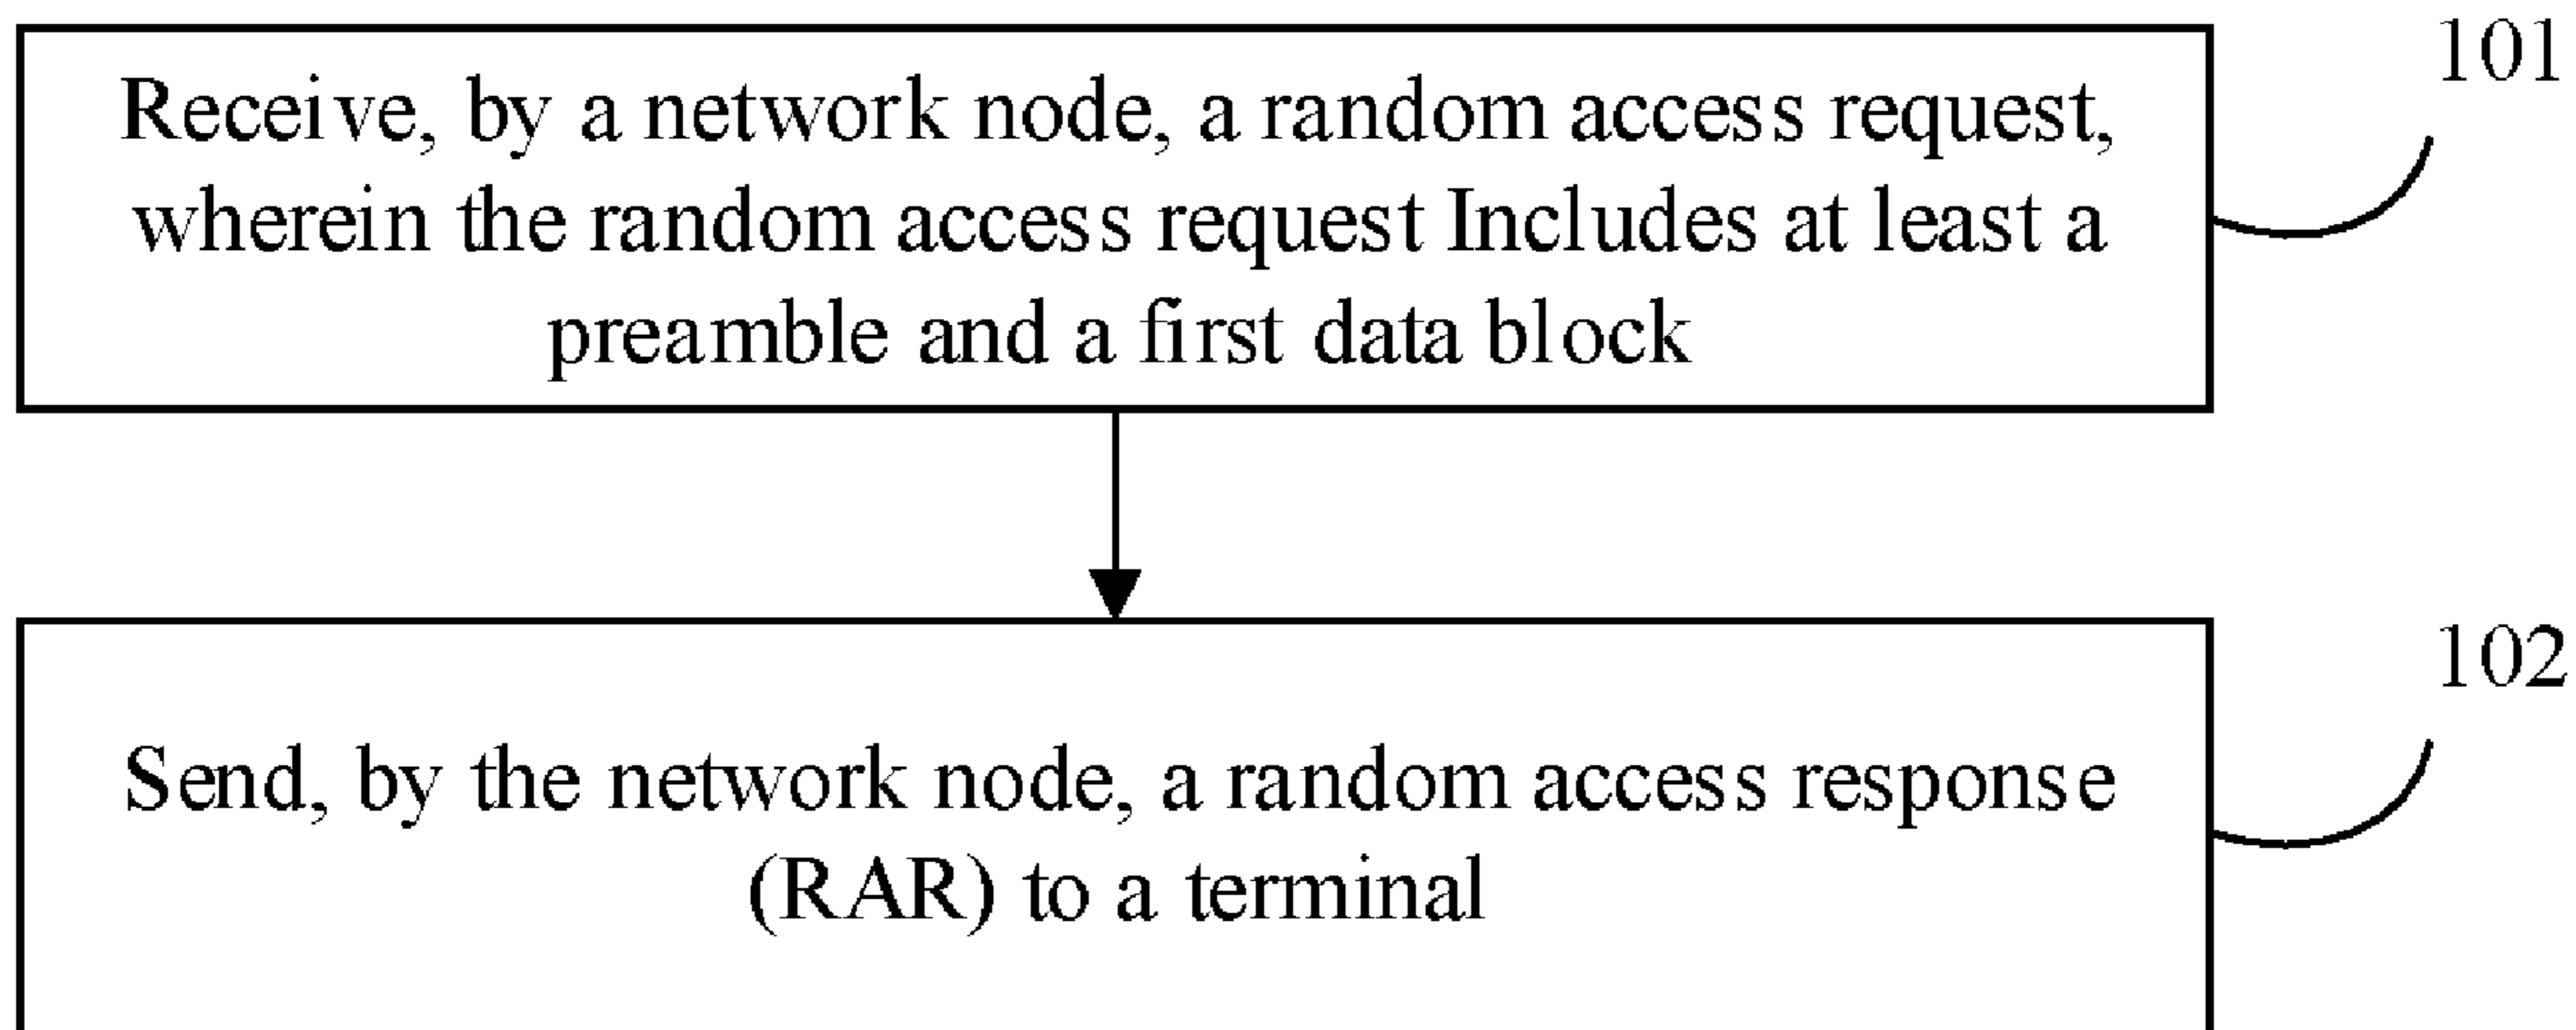 101
Receive, by a network node, a random access request,
wherein the random access request Includes at least a
preamble and a first data block
102
Send, by the network node, a random access response
(RAR) to a terminal